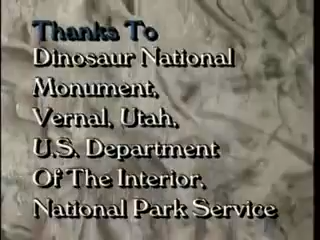 Thanks To
Dinosaur National
Monument,
Vernal, Utah,
U.S. Department
Of The Interior,
National Park Service